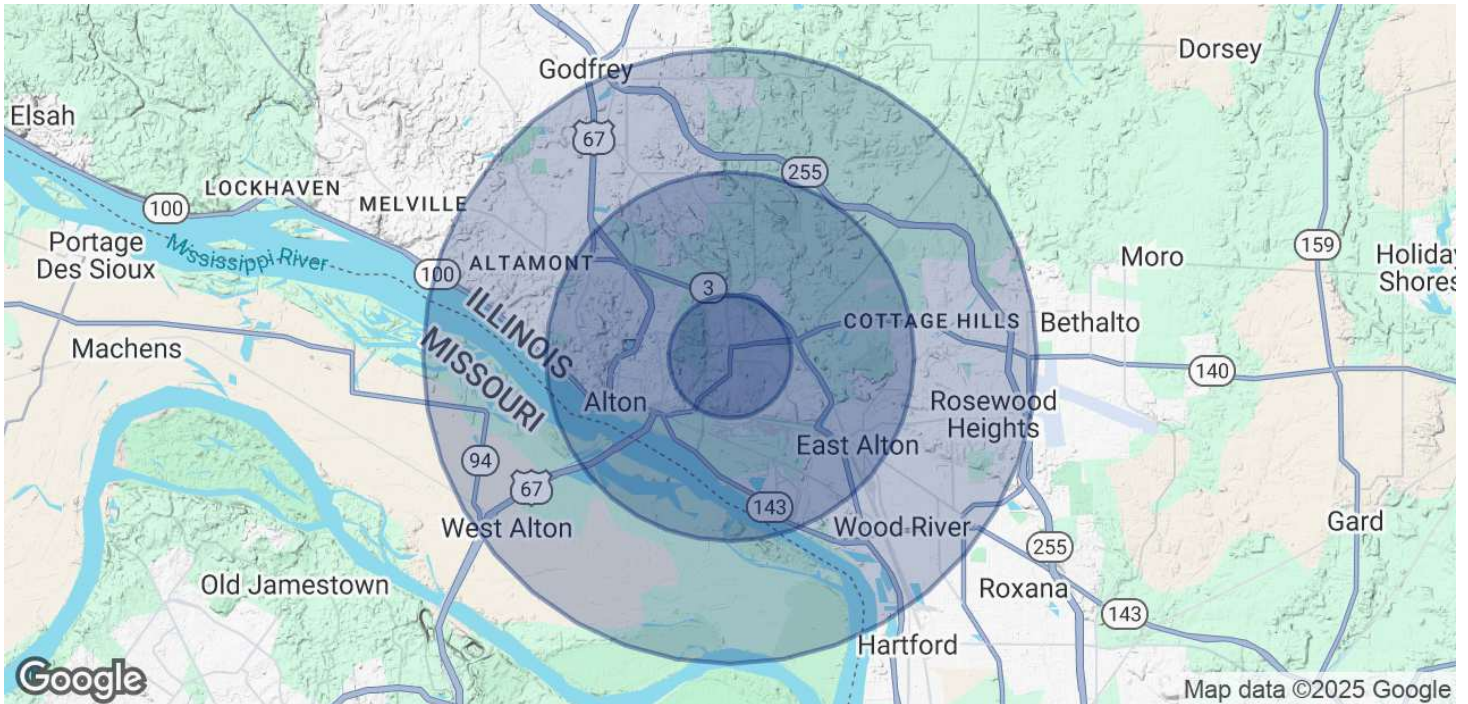 Dorsey
Godfrey
Elsah
67
255
LOCKHAVEN
100
MELVILLE
159
Portage
Des Sioux
Mississippi River
Moro
Holiday
Shores
100
ALTAMONT
3
ILLINOIS
COTTAGE HILLS
Bethalto
Machens
MISSOURI
140
Alton
Rosewood
Heights
East Alton
94
67
143
West Alton
Wood River
Gard
255
Old Jamestown
Roxana
143
Hartford
Google
Map data ©2025 Google